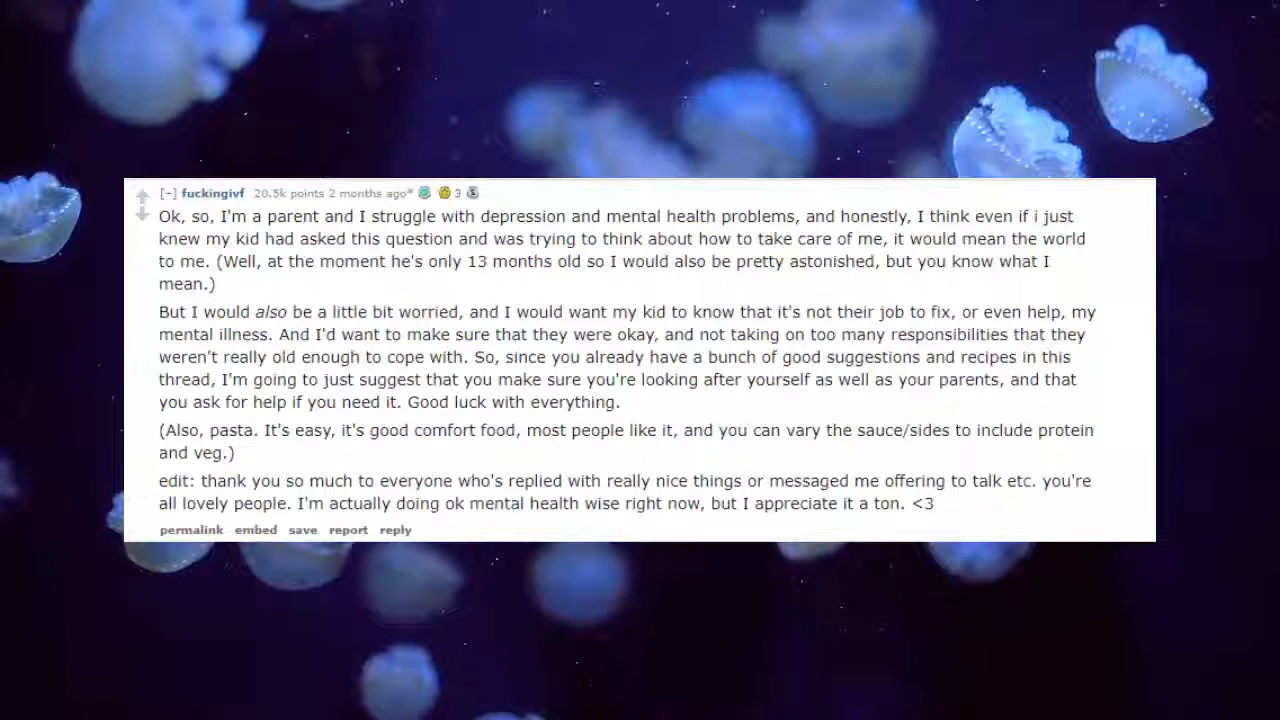 [–] fuckingivf 20.5k points 2 months ago* 3
Ok, so, I'm a parent and I struggle with depression and mental health problems, and honestly, I think even if i just
knew my kid had asked this question and was trying to think about how to take care of me, it would mean the world
to me. (Well, at the moment he's only 13 months old so I would also be pretty astonished, but you know what I
mean.)
But I would also be a little bit worried, and I would want my kid to know that it's not their job to fix, or even help, my
mental illness. And I'd want to make sure that they were okay, and not taking on too many responsibilities that they
weren't really old enough to cope with. So, since you already have a bunch of good suggestions and recipes in this
thread, I'm going to just suggest that you make sure you're looking after yourself as well as your parents, and that
you ask for help if you need it. Good luck with everything.
(Also, pasta. It's easy, it's good comfort food, most people like it, and you can vary the sauce/sides to include protein
and veg.)
edit: thank you so much to everyone who's replied with really nice things or messaged me offering to talk etc. you're
all lovely people. I'm actually doing ok mental health wise right now, but I appreciate it a ton. <3
permalink embed save report reply